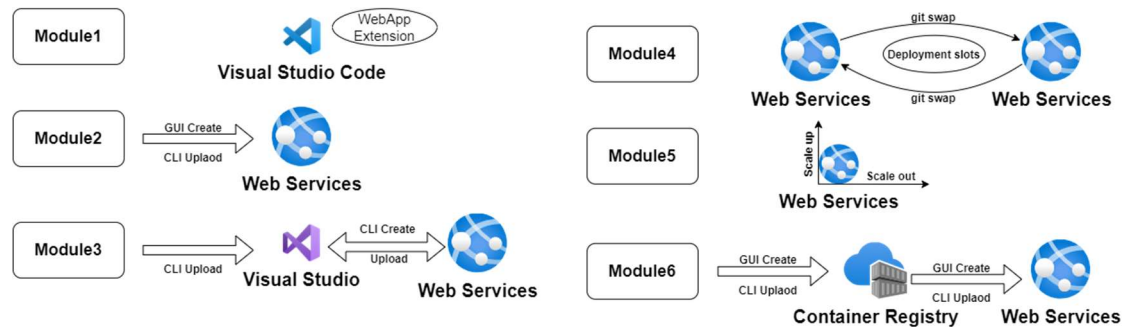 Module1
WebApp
Extension
Visual Studio Code
Module2
GUI Create
CLI Uplaod
Web Services
Module3
CLI Upload
Visual Studio
CLI Create
Upload
Web Services
Module4
git swap
Deployment slots
git swap
Web Services
Web Services
Module5
Scale up
Scale out
Web Services
Module6
GUI Create
CLI Uplaod
Container Registry
GUI Create
CLI Uplaod
Web Services